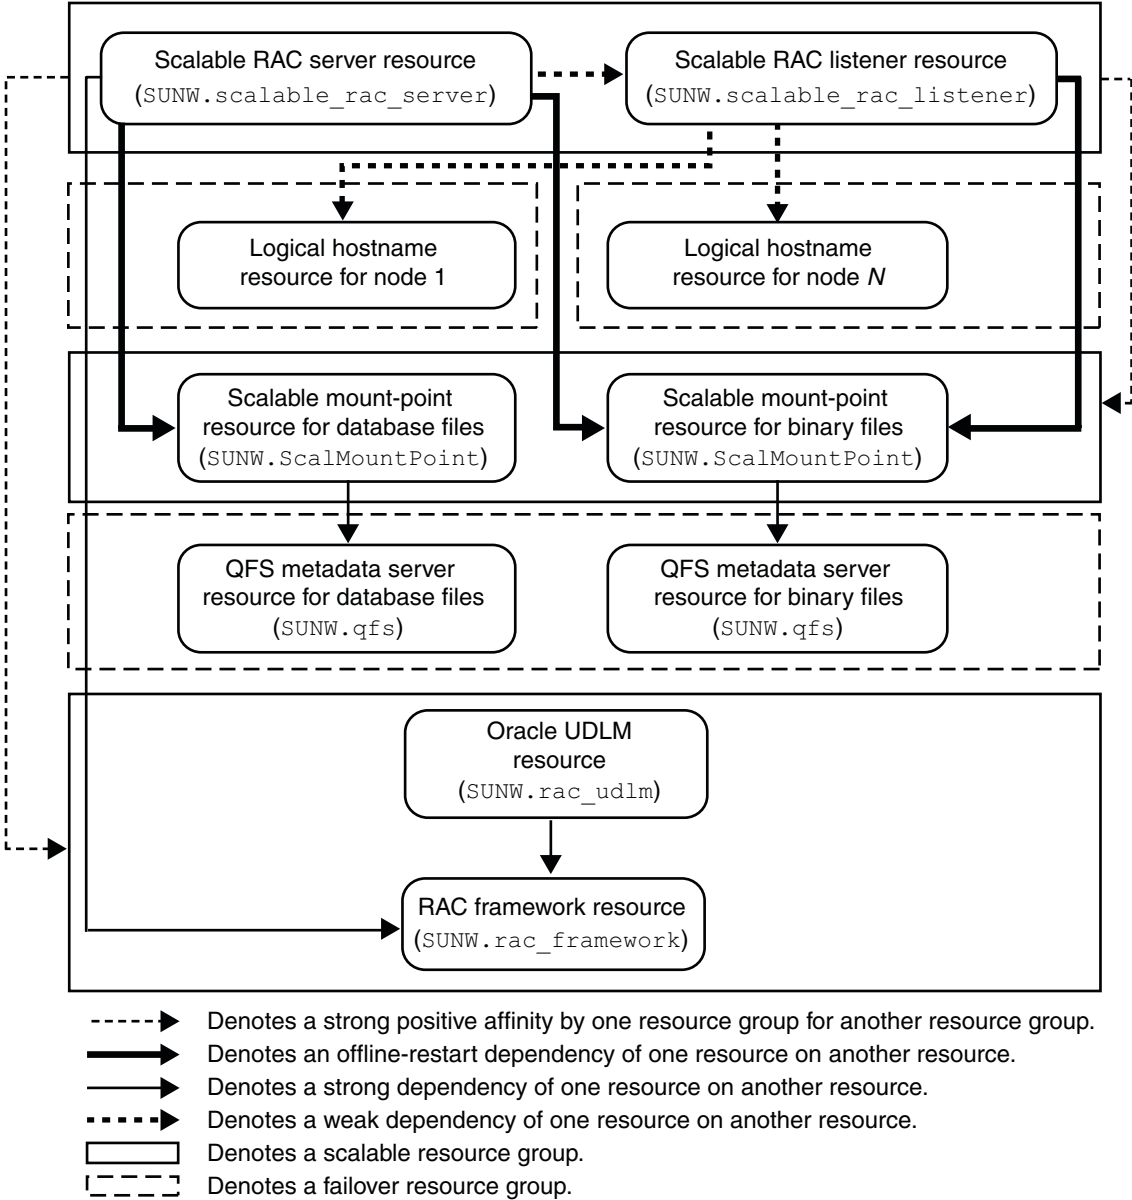 Scalable RAC server resource
(SUNW.scalable_rac_server)
Scalable RAC listener resource
(SUNW.scalable_rac_listener)
Logical hostname
resource for node 1
Logical hostname
resource for node N
Scalable mount-point
resource for database files
(SUNW.ScalMountPoint)
Scalable mount-point
resource for binary files
(SUNW.ScalMountPoint)
QFS metadata server
resource for database files
(SUNW.qfs)
QFS metadata server
resource for binary files
(SUNW.qfs)
Oracle UDLM
resource
(SUNW.rac_udlm)
RAC framework resource
(SUNW.rac_framework)
Denotes a strong positive affinity by one resource group for another resource group.
Denotes an offline-restart dependency of one resource on another resource.
Denotes a strong dependency of one resource on another resource.
Denotes a weak dependency of one resource on another resource.
Denotes a scalable resource group.
Denotes a failover resource group.